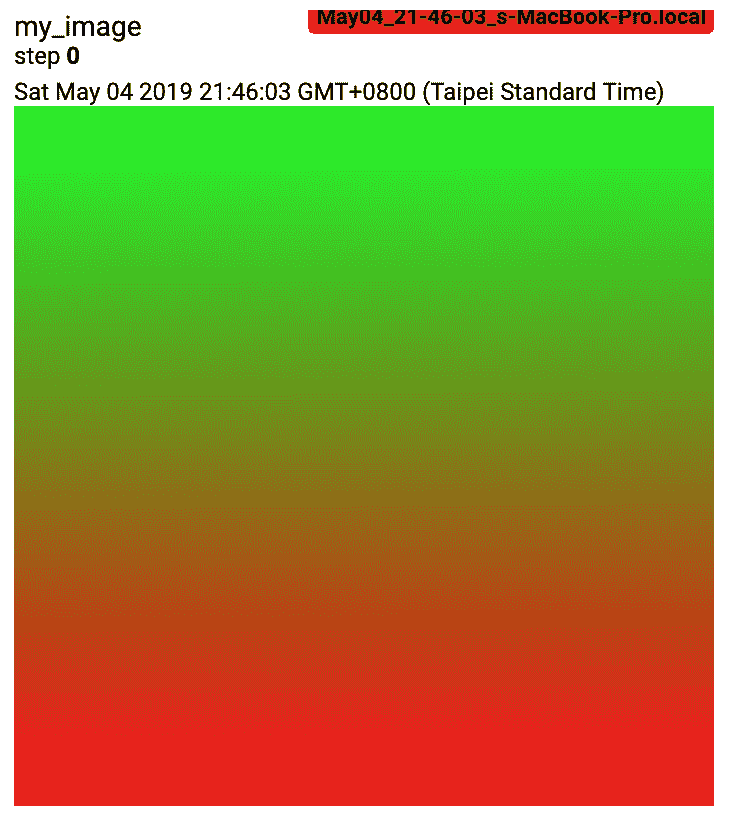 my_image
May04_21-46-03_s-MacBook-Pro.local
step 0
Sat May 04 2019 21:46:03 GMT+0800 (Taipei Standard Time)